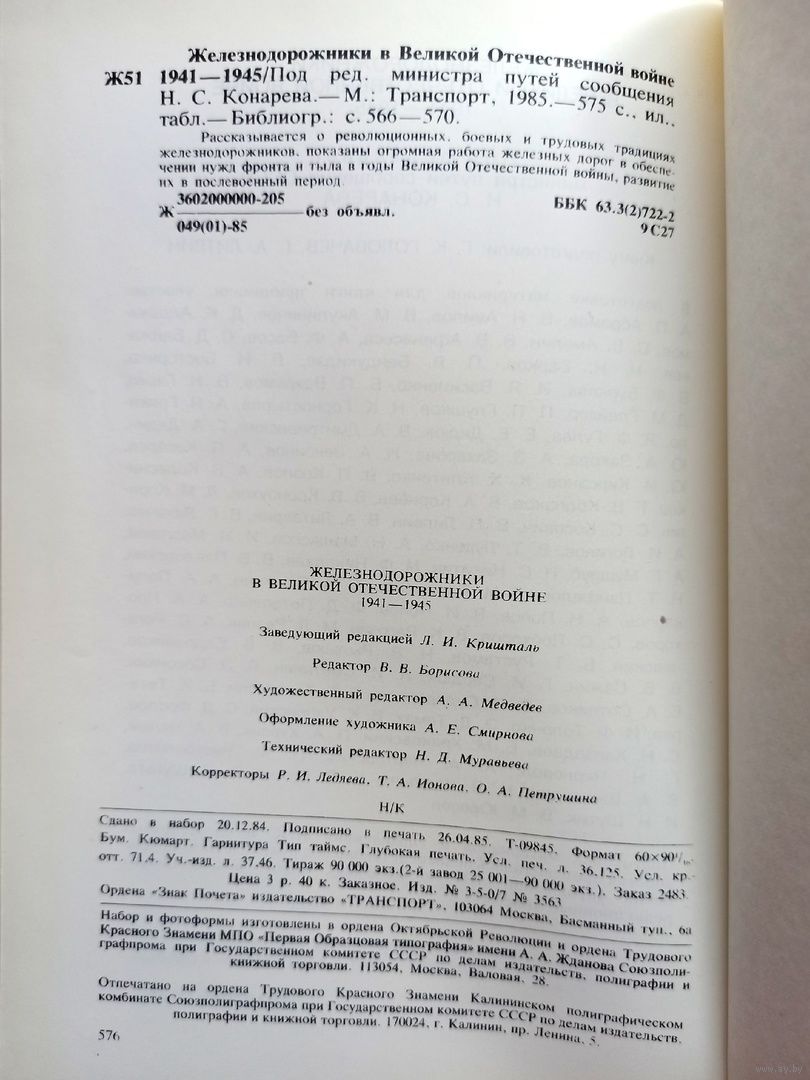 Железнодорожники в Великой Отечественной войне
Ж51 1941—1945/Под ред. министра путей сообщения
Н. С. Конарева.— М.: Транспорт, 1985.— 575 с., ил.,
табл.— Библиогр.: с. 566—570.
Рассказывается о революционных, боевых и трудовых традициях
железнодорожников, показаны огромная работа железных дорог в обеспе-
чении нужд фронта и тыла в годы Великой Отечественной войны, развитие
их в послевоенный период
3602000000-205
Ж без объявл.
049(01)-85
ББК 63.3(2)722-2
9С27
ЖЕЛЕЗНОДОРОЖНИКИ
В ВЕЛИКОЙ ОТЕЧЕСТВЕННОЙ ВОЙНЕ
1941—1945
Заведующий редакцией Л. И. Кришталь
Редактор В. В. Борисова
Художественный редактор А. А. Медведев
Оформление художника А. Е. Смирнова
Технический редактор Н. Д. Муравьева
Корректоры Р. И. Ледяева, Т. А. Ионова, О. А. Петрушина
Н/К
Сдано в набор 20.12.84. Подписано в печать 26.04.85. Т-09845. Формат 60×90
Бум. Кюмарт. Гарнитура Тип таймс. Глубокая печать. Усл. печ. л. 36,125. Усл. кр.-
отт. 71,4. Уч.-изд. л. 37,46. Тираж 90 000 экз.(2-й завод 25 001—90 000 экз.). Заказ 2483.
Цена 3 р. 40 к. Заказное. Изд. № 3-5-0/7 № 3563
Ордена «Знак Почета» издательство «ТРАНСПОРТ», 103064 Москва, Басманный туп., 6а
Набор и фотоформы изготовлены в ордена Октябрьской Революции и ордена Трудового
Красного Знамени МПО «Первая Образцовая типография» имени А. А. Жданова Союзполи-
графпрома при Государственном комитете СССР по делам издательств, полиграфии и
книжной торговли. 113054, Москва, Валовая, 28.
Отпечатано на ордена Трудового Красного Знамени Калининском полиграфическом
комбинате Союзполиграфпрома при Государственном комитете СССР по делам издательств,
полиграфии и книжной торговли. 170024, г. Калинин, пр. Ленина, 5.
576
www.ay.by